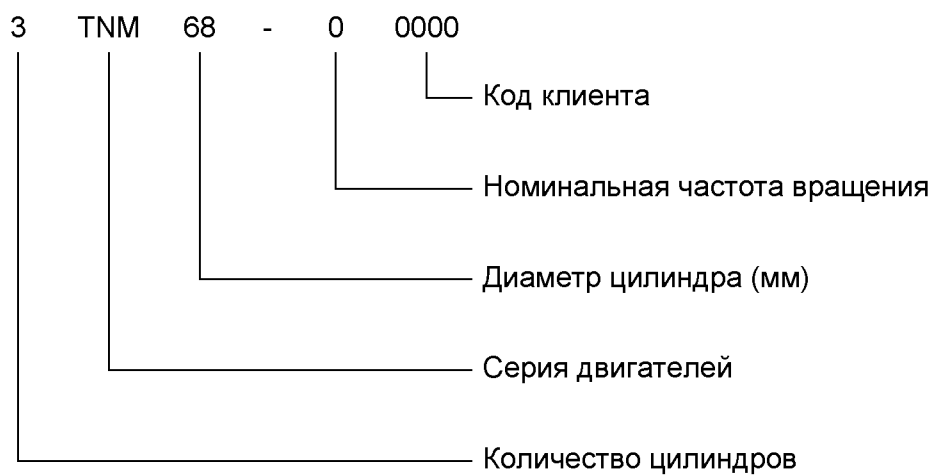 3 TNM 68 - 0 0000
Код клиента
Номинальная частота вращения
Диаметр цилиндра (мм)
Серия двигателей
Количество цилиндров